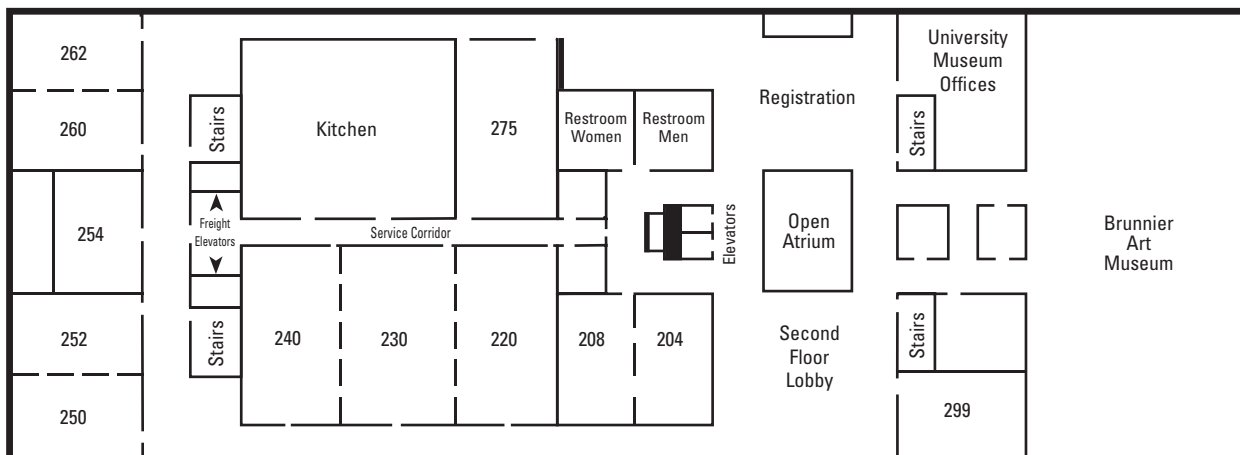 262
260
254
252
250
Stairs
Freight
Elevators
Stairs
Kitchen
275
Service Corridor
240
230
220
208
204
Restroom
Women
Restroom
Men
Elevators
Registration
Open
Atrium
Second
Floor
Lobby
University
Museum
Offices
Stairs
Stairs
299
Brunnier
Art
Museum